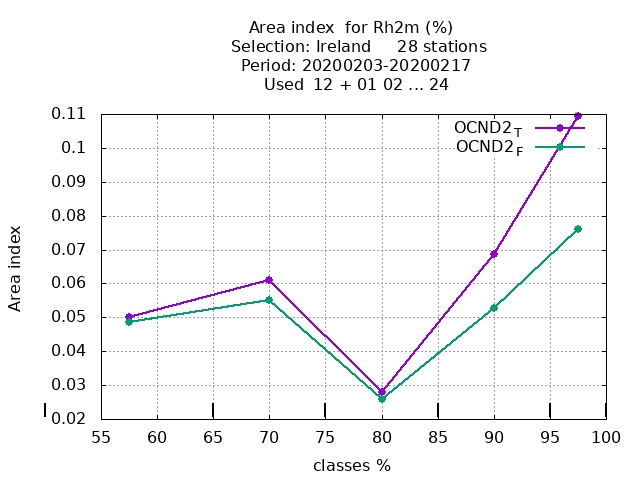 Area index  for Rh2m (%)
Selection: Ireland     28 stations
Period: 20200203-20200217
Used  12 + 01 02 ... 24
OCND2T
OCND2F
0.11
0.1
0.09
0.08
0.07
0.06
0.05
0.04
0.03
0.02
Area index
55 60 65 70 75 80 85 90 95 100
classes %